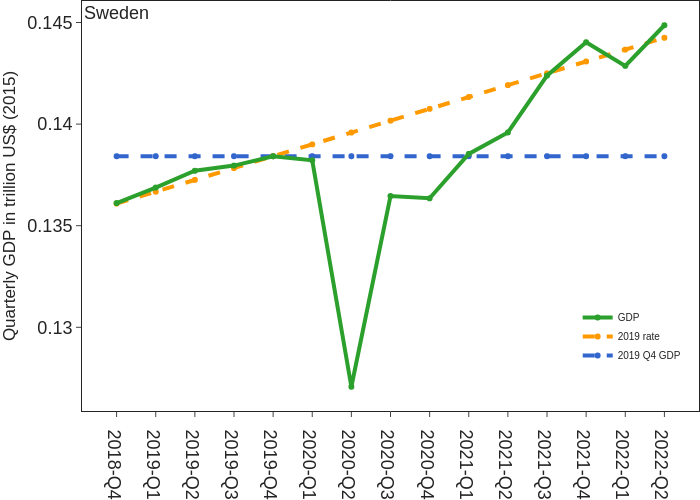 Sweden
Quarterly GDP in trillion US$ (2015)
0.145
0.14
0.135
0.13
GDP
2019 rate
2019 Q4 GDP
2018-Q4
2019-Q1
2019-Q2
2019-Q3
2019-Q4
2020-Q1
2020-Q2
2020-Q3
2020-Q4
2021-Q1
2021-Q2
2021-Q3
2021-Q4
2022-Q1
2022-Q2